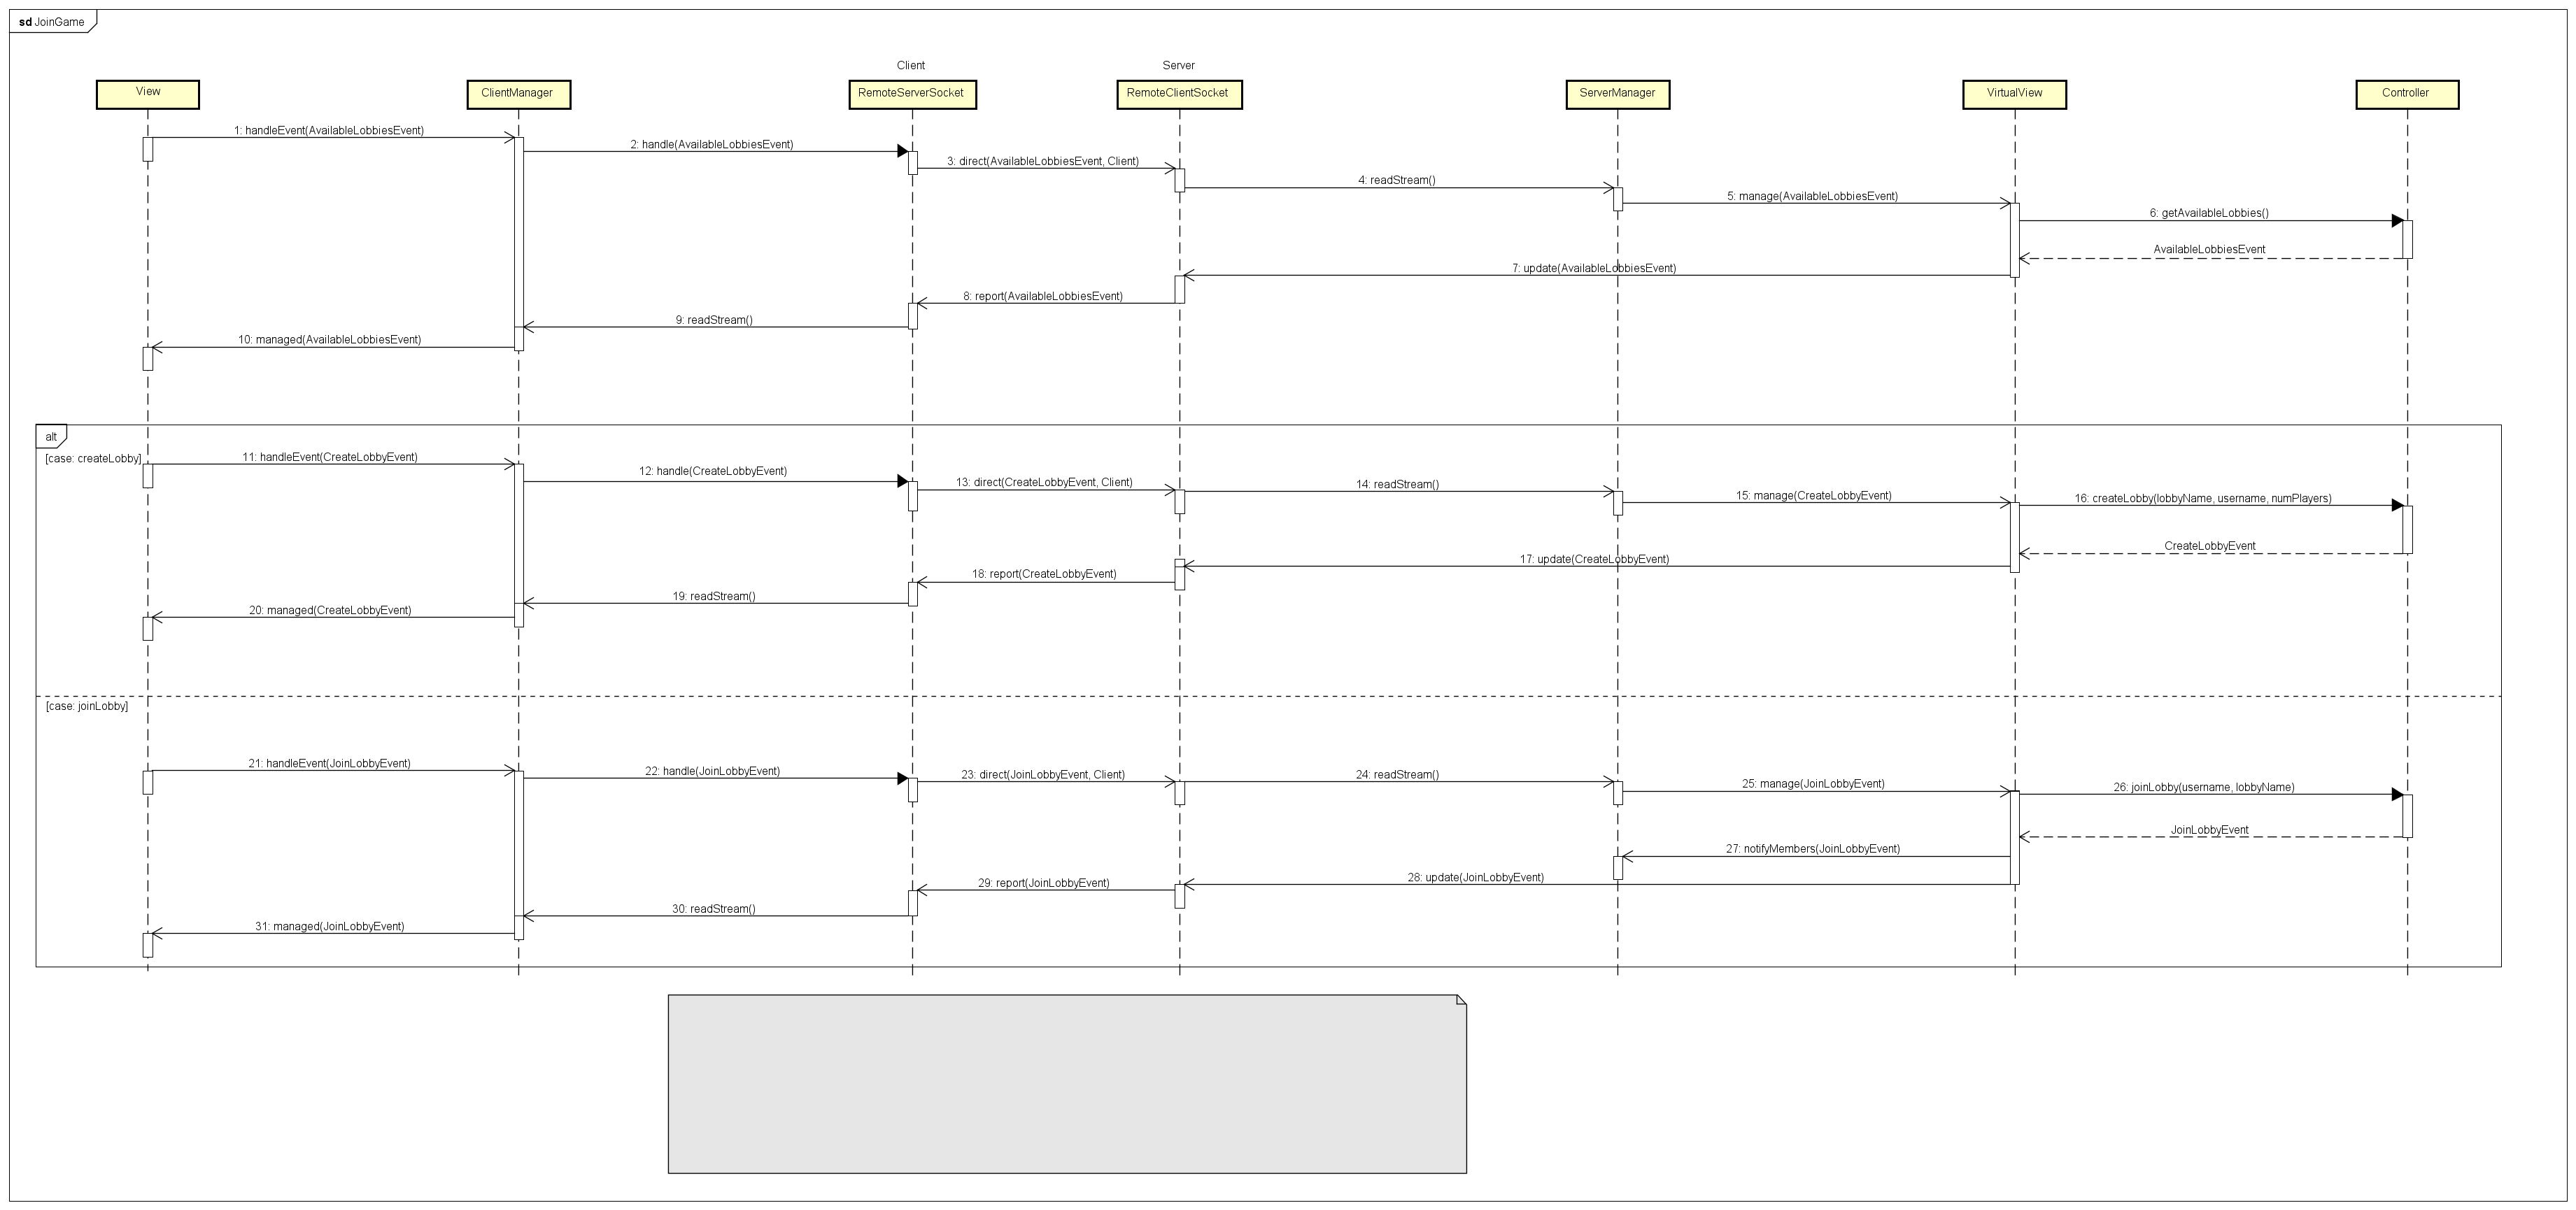 sd JoinGame
Client
Server
View
ClientManager
RemoteServerSocket
RemoteClientSocket
ServerManager
VirtualView
Controller
1: handleEvent(AvailableLobbiesEvent)
2: handle(AvailableLobbiesEvent)
3: direct(AvailableLobbiesEvent, Client)
4: readStream()
5: manage(AvailableLobbiesEvent)
6: getAvailableLobbies()
AvailableLobbiesEvent
7: update(AvailableLobbiesEvent)
8: report(AvailableLobbiesEvent)
9: readStream()
10: managed(AvailableLobbiesEvent)
alt
[case: createLobby]
11: handleEvent(CreateLobbyEvent)
12: handle(CreateLobbyEvent)
13: direct(CreateLobbyEvent, Client)
14: readStream()
15: manage(CreateLobbyEvent)
16: createLobby(lobbyName, username, numPlayers)
CreateLobbyEvent
17: update(CreateLobbyEvent)
18: report(CreateLobbyEvent)
19: readStream()
20: managed(CreateLobbyEvent)
[case: joinLobby]
21: handleEvent(JoinLobbyEvent)
22: handle(JoinLobbyEvent)
23: direct(JoinLobbyEvent, Client)
24: readStream()
25: manage(JoinLobbyEvent)
26: joinLobby(username, lobbyName)
JoinLobbyEvent
27: notifyMembers(JoinLobbyEvent)
28: update(JoinLobbyEvent)
29: report(JoinLobbyEvent)
30: readStream()
31: managed(JoinLobbyEvent)